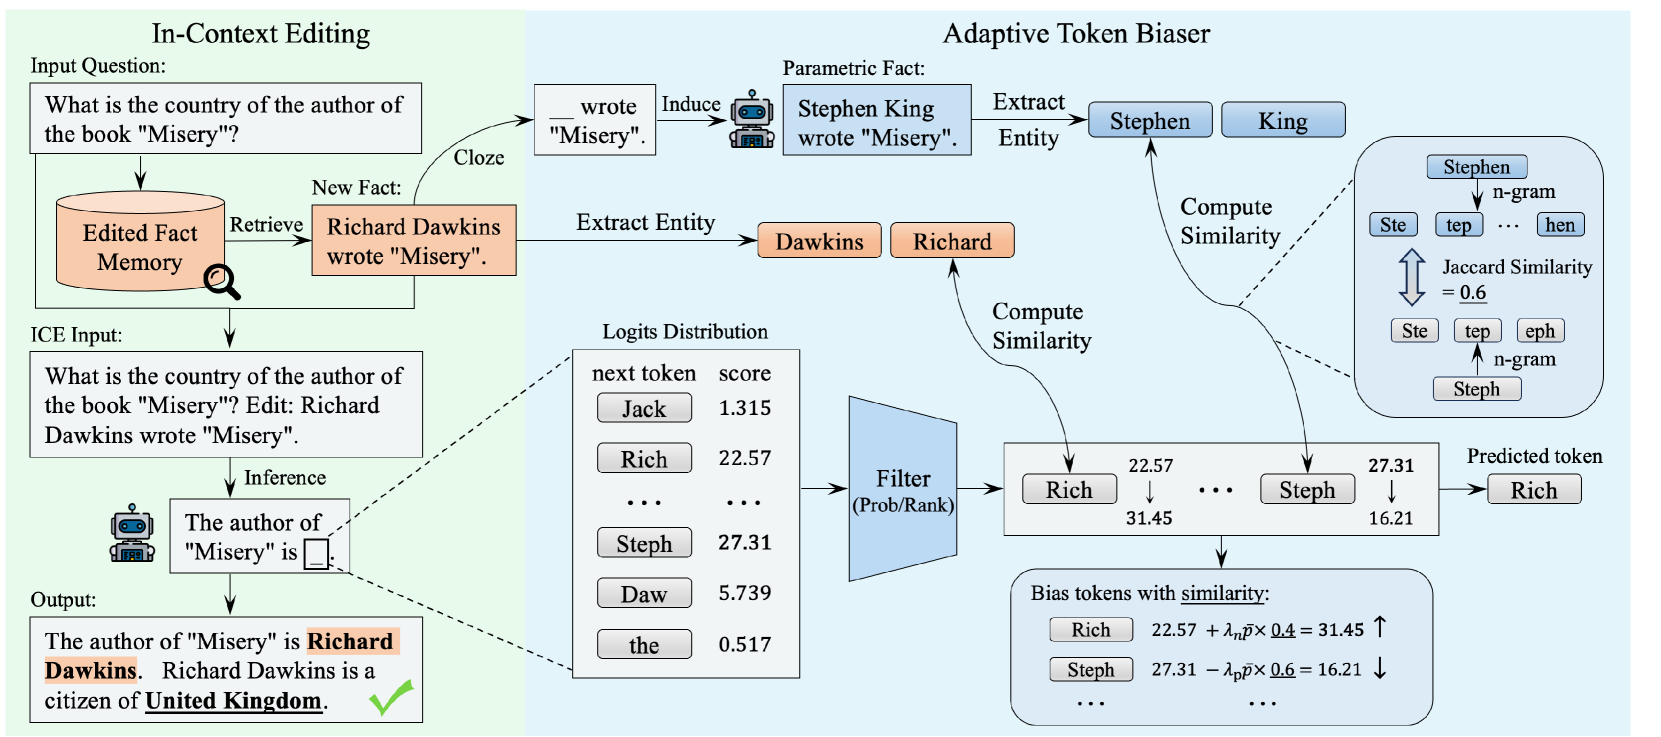 In-Context Editing
Input Question:
What is the country of the author of
the book "Misery"?
Edited Fact
Memory
Retrieve
New Fact:
Richard Dawkins
wrote "Misery".
Cloze
ICE Input:
What is the country of the author of
the book "Misery"? Edit: Richard
Dawkins wrote "Misery".
Inference
The author of
"Misery" is _.
Output:
The author of "Misery" is Richard
Dawkins. Richard Dawkins is a
citizen of United Kingdom.
Adaptive Token Biaser
__ wrote
"Misery".
Induce
Parametric Fact:
Stephen King
wrote "Misery".
Extract
Entity
Stephen King
Extract Entity
Dawkins Richard
Compute
Similarity
Compute
Similarity
Stephen
n-gram
Ste tep ... hen
Jaccard Similarity
= 0.6
Ste tep eph
n-gram
Steph
Logits Distribution
next token score
Jack 1.315
Rich 22.57
... ...
Steph 27.31
Daw 5.739
the 0.517
Filter
(Prob/Rank)
Rich 22.57 ↓ 31.45 ... Steph 27.31 ↓ 16.21
Predicted token
Rich
Bias tokens with similarity:
Rich 22.57 + λₙp̄× 0.4 = 31.45 ↑
Steph 27.31 − λₚp̄× 0.6 = 16.21 ↓
... ...